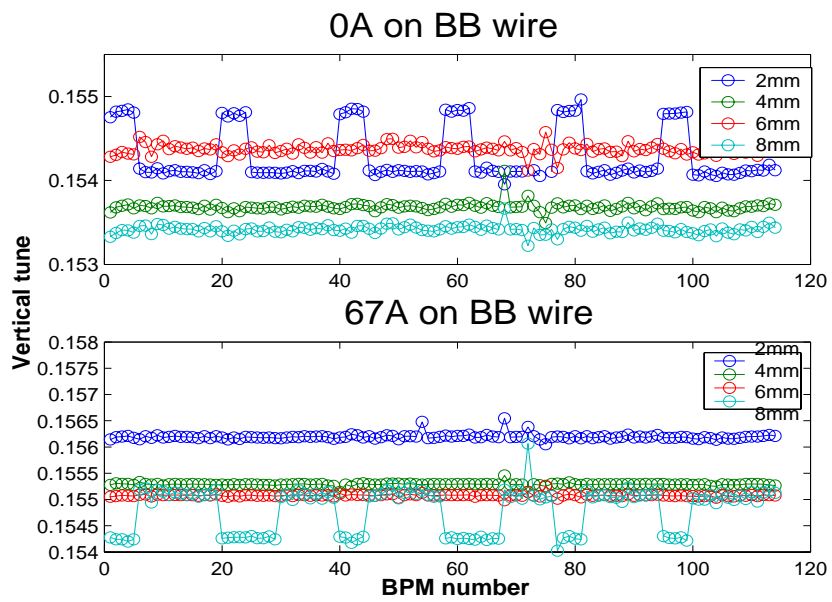 0A on BB wire
0.155
0.154
0.153
0 20 40 60 80 100 120
2mm
4mm
6mm
8mm
Vertical tune
67A on BB wire
0.158
0.1575
0.157
0.1565
0.156
0.1555
0.155
0.1545
0.154
0 20 40 60 80 100 120
2mm
4mm
6mm
8mm
BPM number